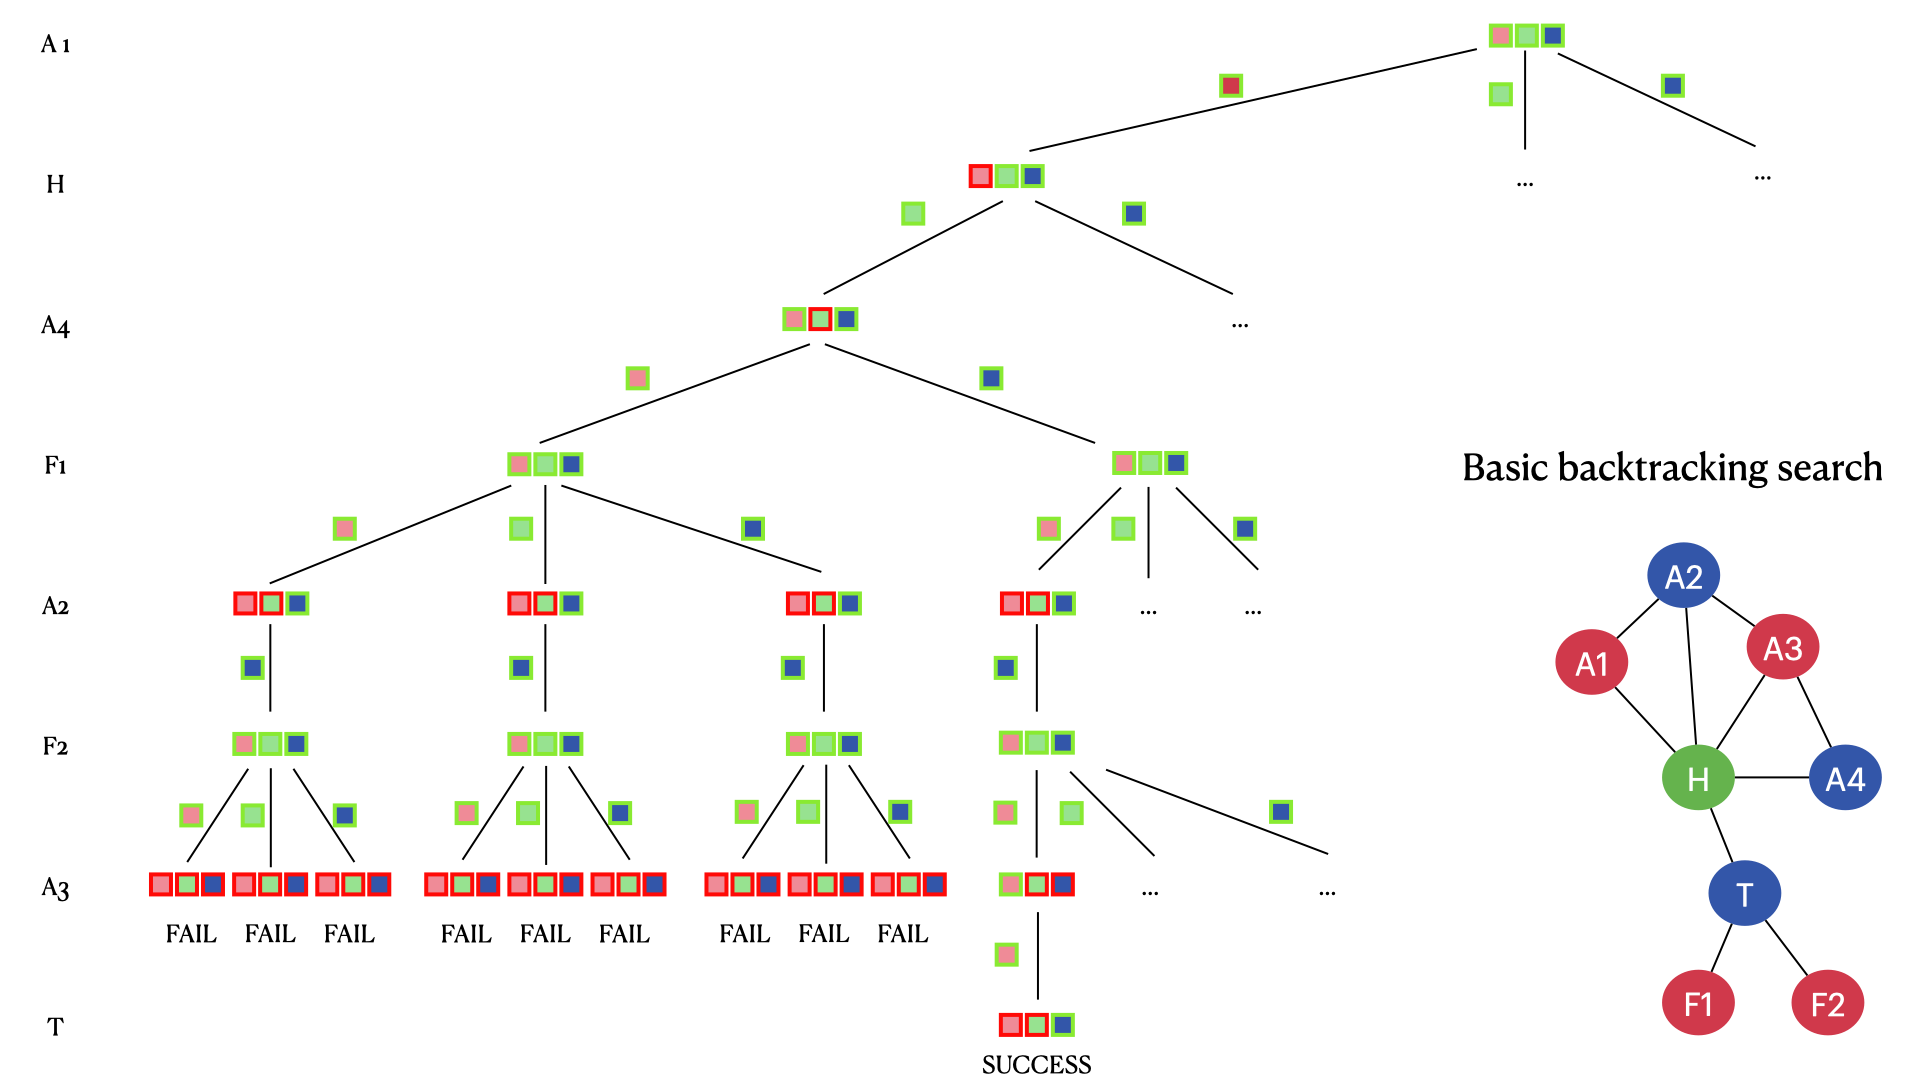 A1
H
...
...
A4
...
F1
Basic backtracking search
A2
...
...
F2
A3
...
...
FAIL FAIL FAIL FAIL FAIL FAIL FAIL FAIL FAIL
T
SUCCESS
A2
A1
A3
H
A4
T
F1
F2